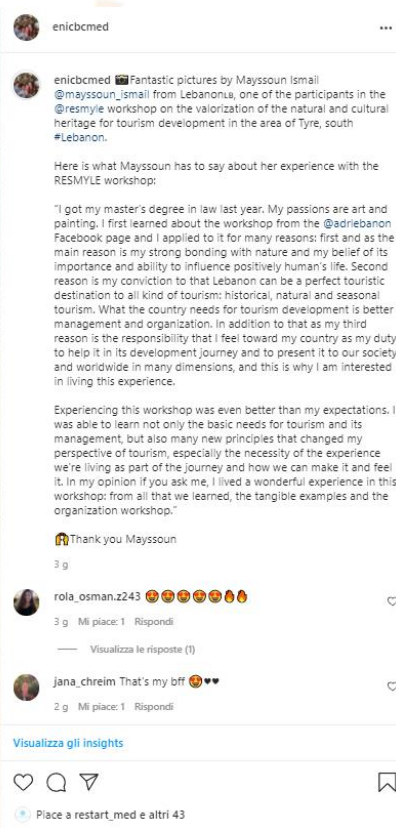 enicbcmed
enicbcmed 📸Fantastic pictures by Mayssoun Ismail
@mayssoun_ismail from Lebanon🇱🇧, one of the participants in the
@resmyle workshop on the valorization of the natural and cultural
heritage for tourism development in the area of Tyre, south
#Lebanon.
Here is what Mayssoun has to say about her experience with the
RESMYLE workshop:
"I got my master's degree in law last year. My passions are art and
painting. I first learned about the workshop from the @adrlebanon
Facebook page and I applied to it for many reasons: first and as the
main reason is my strong bonding with nature and my belief of its
importance and ability to influence positively human's life. Second
reason is my conviction to that Lebanon can be a perfect touristic
destination to all kind of tourism: historical, natural and seasonal
tourism. What the country needs for tourism development is better
management and organization. In addition to that as my third
reason is the responsibility that I feel toward my country as my duty
to help it in its development journey and to present it to our society
and worldwide in many dimensions, and this is why I am interested
in living this experience.
Experiencing this workshop was even better than my expectations. I
was able to learn not only the basic needs for tourism and its
management, but also many new principles that changed my
perspective of tourism, especially the necessity of the experience
we're living as part of the journey and how we can make it and feel
it. In my opinion if you ask me, I lived a wonderful experience in this
workshop: from all that we learned, the tangible examples and the
organization workshop."
🙌Thank you Mayssoun
3 g
rola_osman.z243 😍😍😍😍😍🔥🔥
3 g Mi piace: 1 Rispondi
Visualizza le risposte (1)
jana_chreim That's my bff 😍♥♥
2 g Mi piace: 1 Rispondi
Visualizza gli insights
Piace a restart_med e altri 43